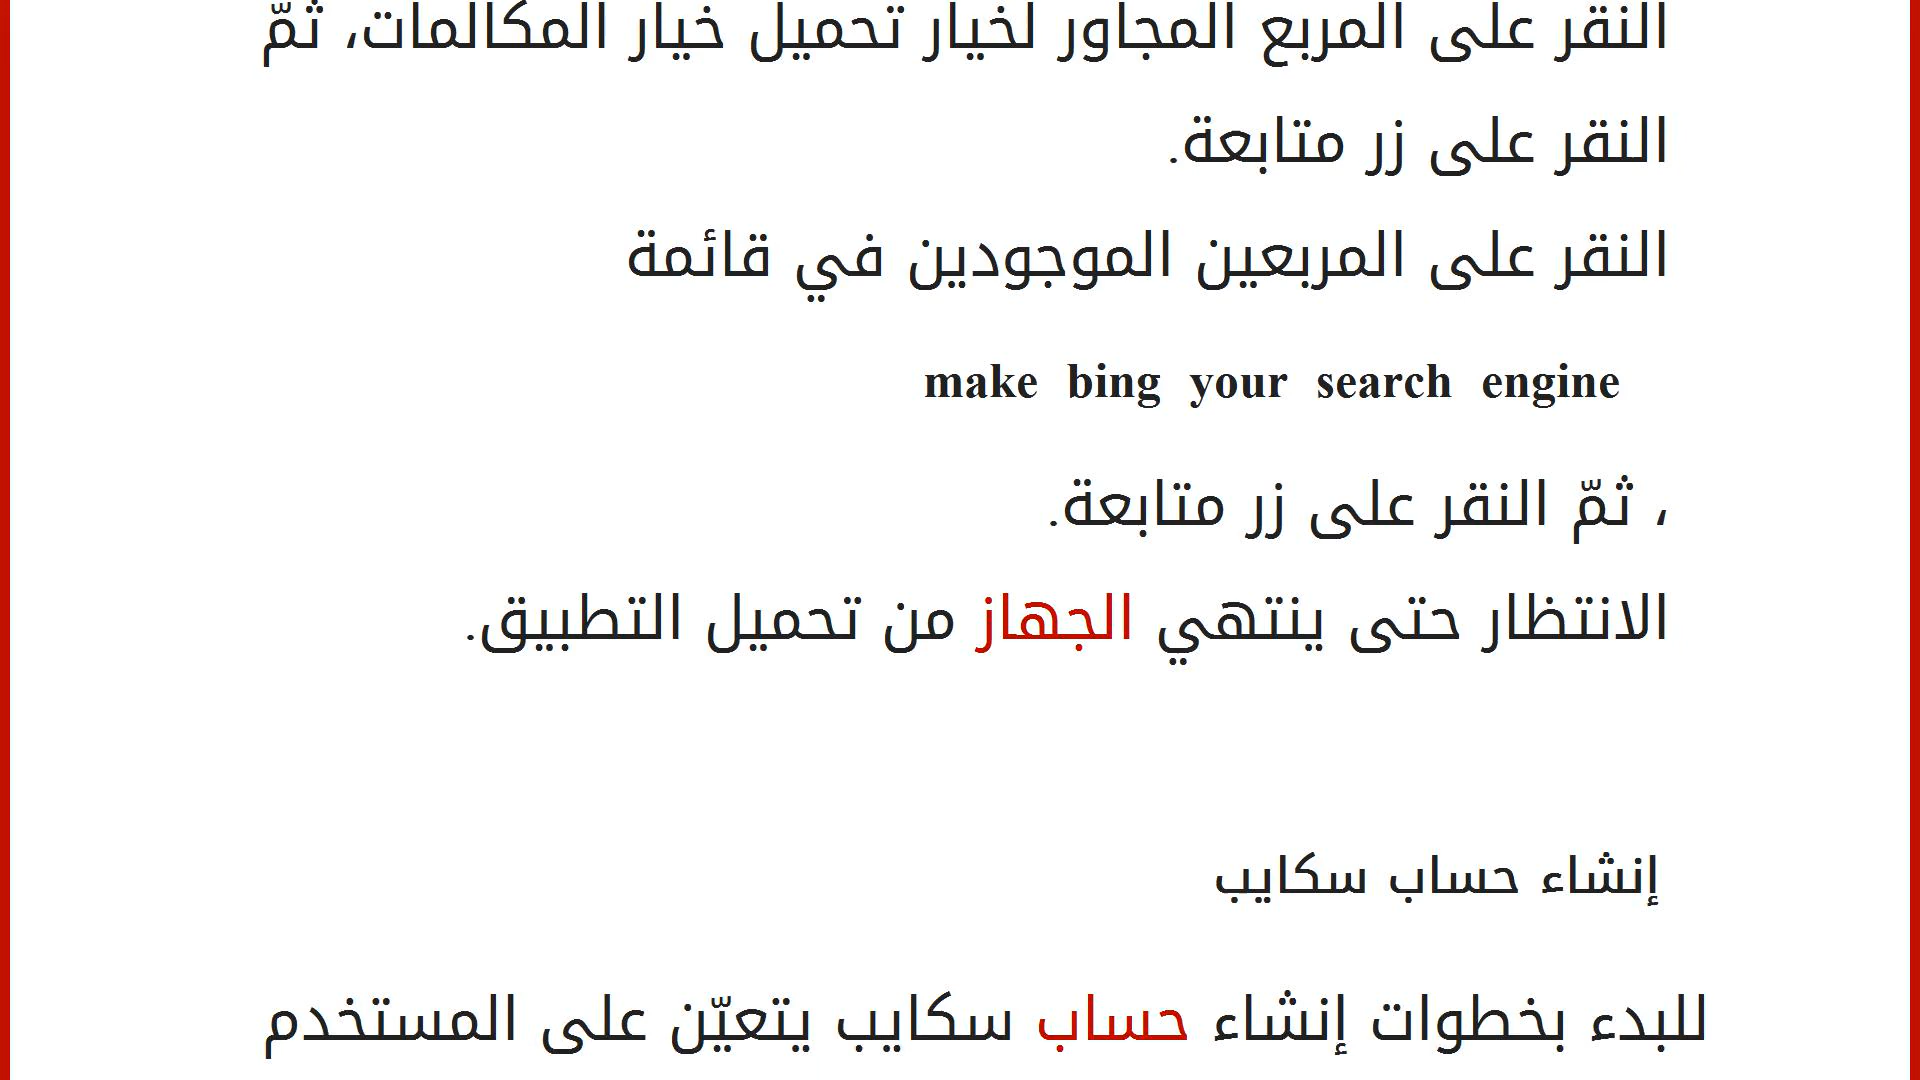 النقر على المربع المجاور لخيار تحميل خيار المكالمات، ثمّ
النقر على زر متابعة.
النقر على المربعين الموجودين في قائمة
make bing your search engine
، ثمّ النقر على زر متابعة.
الانتظار حتى ينتهي الجهاز من تحميل التطبيق.
إنشاء حساب سكايب
للبدء بخطوات إنشاء حساب سكايب يتعيّن على المستخدم